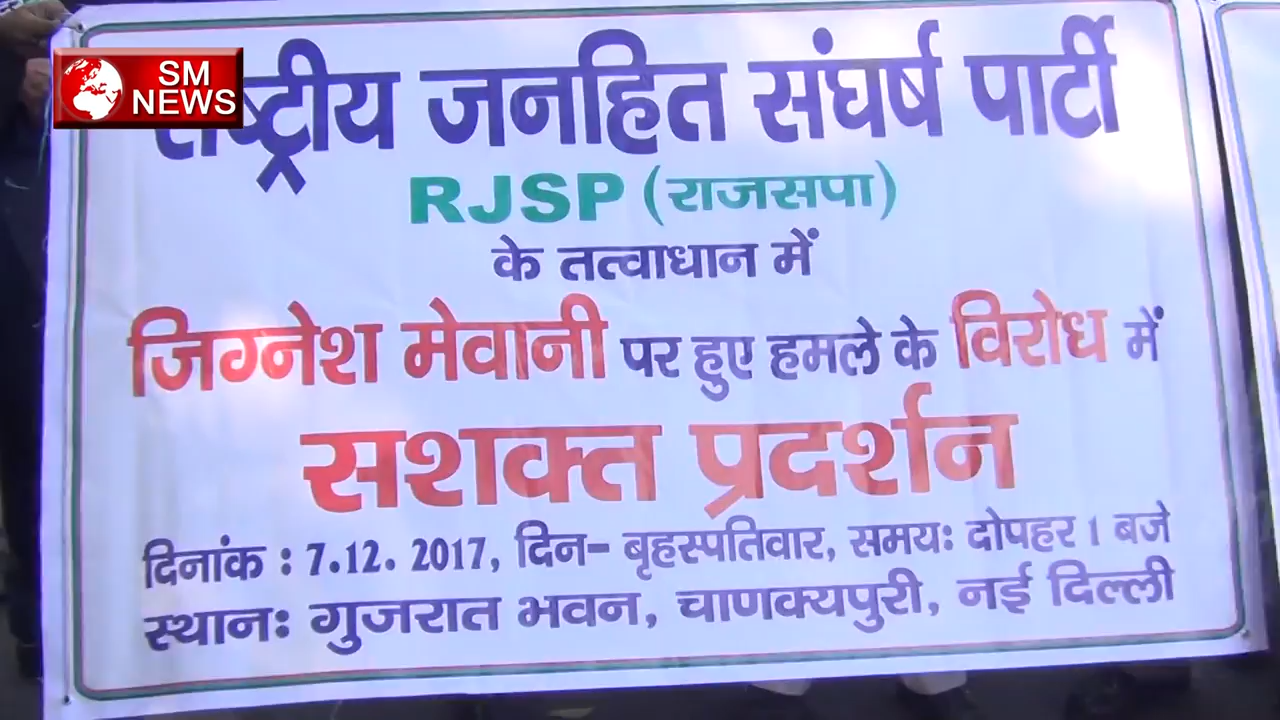 SM
NEWS
राष्ट्रीय जनहित संघर्ष पार्टी
RJSP (राजसपा)
के तत्वाधान में
जिग्नेश मेवानी पर हुए हमले के विरोध में
सशक्त प्रदर्शन
दिनांक : 7.12. 2017, दिन- बृहस्पतिवार, समयः दोपहर 1 बजे
स्थानः गुजरात भवन, चाणक्यपुरी, नई दिल्ली